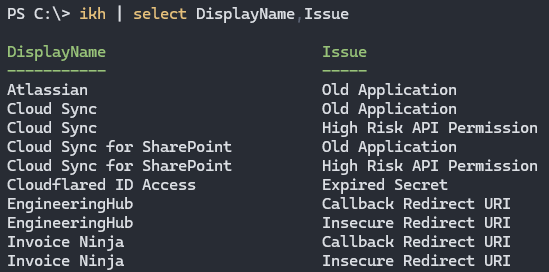 PS C:\> ikh | select DisplayName,Issue
DisplayName Issue
----------- -----
Atlassian Old Application
Cloud Sync Old Application
Cloud Sync High Risk API Permission
Cloud Sync for SharePoint Old Application
Cloud Sync for SharePoint High Risk API Permission
Cloudflared ID Access Expired Secret
EngineeringHub Callback Redirect URI
EngineeringHub Insecure Redirect URI
Invoice Ninja Callback Redirect URI
Invoice Ninja Insecure Redirect URI